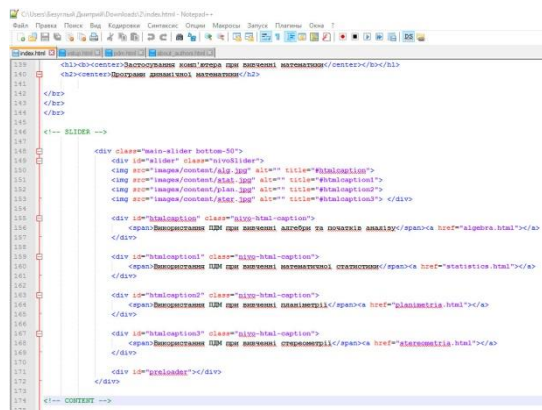 C:\Users\Безуглый Дмитрий\Downloads\2\index.html - Notepad++
Файл Правка Поиск Вид Кодировки Синтаксис Опции Макросы Запуск Плагины Окна ?
index.html
139 <h1><b><center>Застосування комп'ютера при вивченні математики</center></b></h1>
140 <h2><center>Програми динамічної математики</h2>
141
142 </br>
143 </br>
144 </br>
145
146 <!-- SLIDER -->
147
148 <div class="main-slider bottom-50">
149 <div id="slider" class="nivoSlider">
150 <img src="images/content/alg.jpg" alt="" title="#htmlcaption">
151 <img src="images/content/stat.jpg" alt="" title="#htmlcaption1">
152 <img src="images/content/plan.jpg" alt="" title="#htmlcaption2">
153 <img src="images/content/ster.jpg" alt="" title="#htmlcaption3"> </div>
154
155 <div id="htmlcaption" class="nivo-html-caption">
156 <span>Використання ПДМ при вивченні алгебри та початків аналізу</span><a href="algebra.html"></a>
157 </div>
158
159 <div id="htmlcaption1" class="nivo-html-caption">
160 <span>Використання ПДМ при вивченні математичної статистики</span><a href="statistics.html"></a>
161 </div>
162
163 <div id="htmlcaption2" class="nivo-html-caption">
164 <span>Використання ПДМ при вивченні планіметрії</span><a href="planimetria.html"></a>
165 </div>
166
167 <div id="htmlcaption3" class="nivo-html-caption">
168 <span>Використання ПДМ при вивченні стереометрії</span><a href="stereometria.html"></a>
169 </div>
170
171 <div id="preloader"></div>
172 </div>
173
174 <!-- CONTENT -->